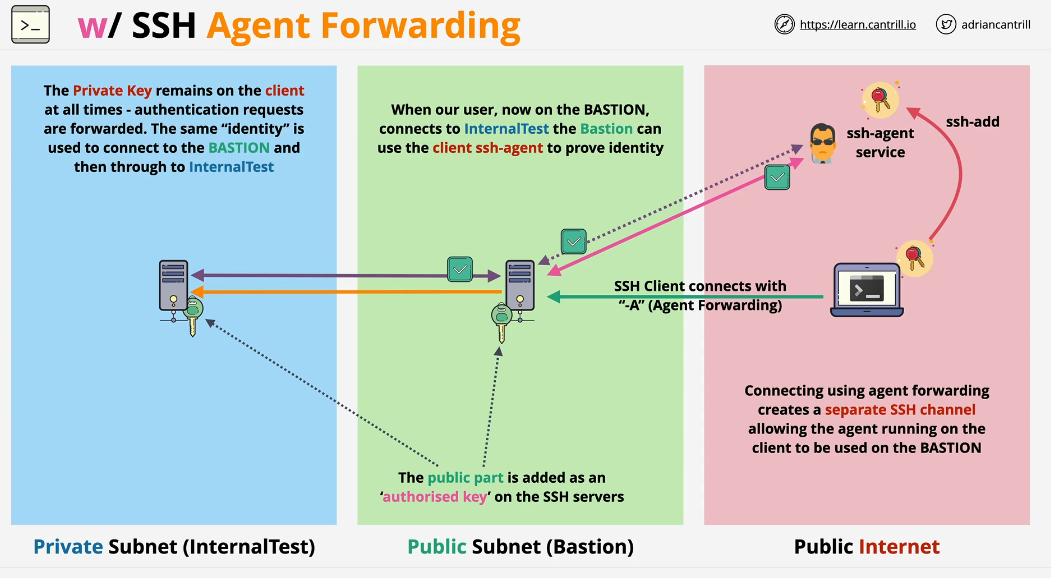 w/ SSH Agent Forwarding
https://learn.cantrill.io
adriancantrill
The Private Key remains on the client
at all times - authentication requests
are forwarded. The same “identity” is
used to connect to the BASTION and
then through to InternalTest
When our user, now on the BASTION,
connects to InternalTest the Bastion can
use the client ssh-agent to prove identity
ssh-agent
service
ssh-add
SSH Client connects with
“-A” (Agent Forwarding)
Connecting using agent forwarding
creates a separate SSH channel
allowing the agent running on the
client to be used on the BASTION
The public part is added as an
‘authorised key’ on the SSH servers
Private Subnet (InternalTest)
Public Subnet (Bastion)
Public Internet